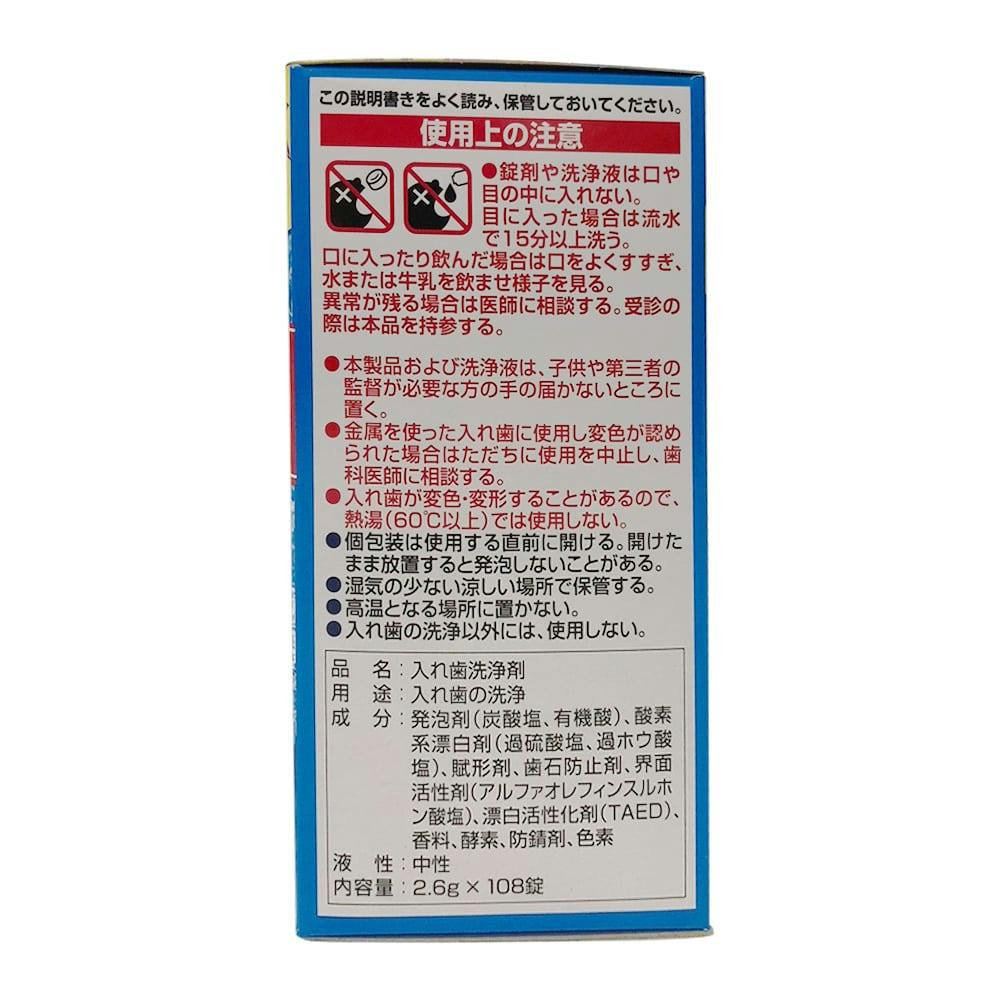 この説明書きをよく読み、保管しておいてください。
使用上の注意
●錠剤や洗浄液は口や
目の中に入れない。
目に入った場合は流水
で15分以上洗う。
口に入ったり飲んだ場合は口をよくすすぎ、
水または牛乳を飲ませ様子を見る。
異常が残る場合は医師に相談する。受診の
際は本品を持参する。
●本製品および洗浄液は、子供や第三者の
監督が必要な方の手の届かないところに
置く。
●金属を使った入れ歯に使用し変色が認め
られた場合はただちに使用を中止し、歯
科医師に相談する。
●入れ歯が変色・変形することがあるので、
熱湯(60℃以上)では使用しない。
●個包装は使用する直前に開ける。開けた
まま放置すると発泡しないことがある。
●湿気の少ない涼しい場所で保管する。
●高温となる場所に置かない。
●入れ歯の洗浄以外には、使用しない。
品 名:入れ歯洗浄剤
用 途:入れ歯の洗浄
成 分:発泡剤(炭酸塩、有機酸)、酸素
系漂白剤(過硫酸塩、過ホウ酸
塩)、賦形剤、歯石防止剤、界面
活性剤(アルファオレフィンスルホ
ン酸塩)、漂白活性化剤(TAED)、
香料、酵素、防錆剤、色素
液 性:中性
内容量:2.6g×108錠